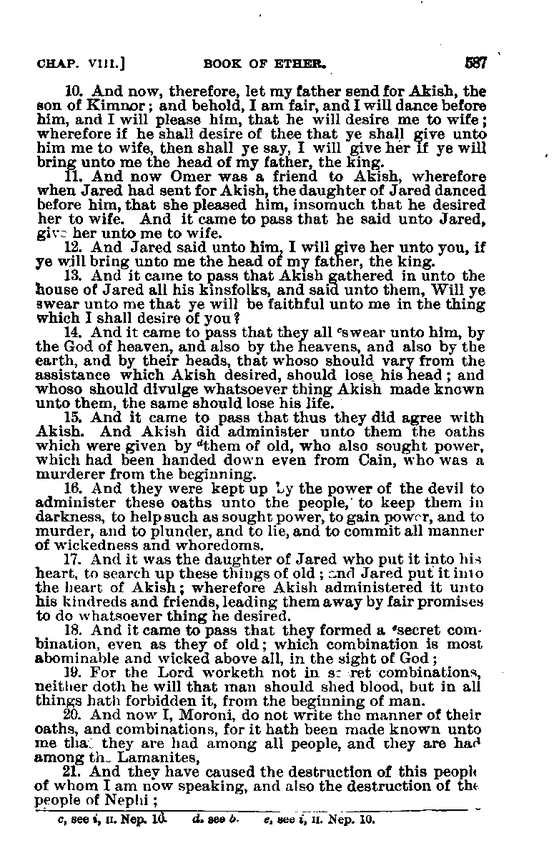 CHAP. VIII.] BOOK OF ETHER. 587
10. And now, therefore, let my father send for Akish, the
son of Kimnor; and behold, I am fair, and I will dance before
him, and I will please him, that he will desire me to wife;
wherefore if he shall desire of thee that ye shall give unto
him me to wife, then shall ye say, I will give her if ye will
bring unto me the head of my father, the king.
11. And now Omer was a friend to Akish, wherefore
when Jared had sent for Akish, the daughter of Jared danced
before him, that she pleased him, insomuch that he desired
her to wife. And it came to pass that he said unto Jared,
give her unto me to wife.
12. And Jared said unto him, I will give her unto you, if
ye will bring unto me the head of my father, the king.
13. And it came to pass that Akish gathered in unto the
house of Jared all his kinsfolks, and said unto them, Will ye
swear unto me that ye will be faithful unto me in the thing
which I shall desire of you?
14. And it came to pass that they all cswear unto him, by
the God of heaven, and also by the heavens, and also by the
earth, and by their heads, that whoso should vary from the
assistance which Akish desired, should lose his head; and
whoso should divulge whatsoever thing Akish made known
unto them, the same should lose his life.
15. And it came to pass that thus they did agree with
Akish. And Akish did administer unto them the oaths
which were given by dthem of old, who also sought power,
which had been handed down even from Cain, who was a
murderer from the beginning.
16. And they were kept up by the power of the devil to
administer these oaths unto the people, to keep them in
darkness, to help such as sought power, to gain power, and to
murder, and to plunder, and to lie, and to commit all manner
of wickedness and whoredoms.
17. And it was the daughter of Jared who put it into his
heart, to search up these things of old; and Jared put it into
the heart of Akish; wherefore Akish administered it unto
his kindreds and friends, leading them away by fair promises
to do whatsoever thing he desired.
18. And it came to pass that they formed a esecret com-
bination, even as they of old; which combination is most
abominable and wicked above all, in the sight of God;
19. For the Lord worketh not in secret combinations,
neither doth he will that man should shed blood, but in all
things hath forbidden it, from the beginning of man.
20. And now I, Moroni, do not write the manner of their
oaths, and combinations, for it hath been made known unto
me that they are had among all people, and they are had
among the Lamanites,
21. And they have caused the destruction of this people
of whom I am now speaking, and also the destruction of the
people of Nephi;
c, see i, II. Nep. 10. d, see b. e, see i, II. Nep. 10.